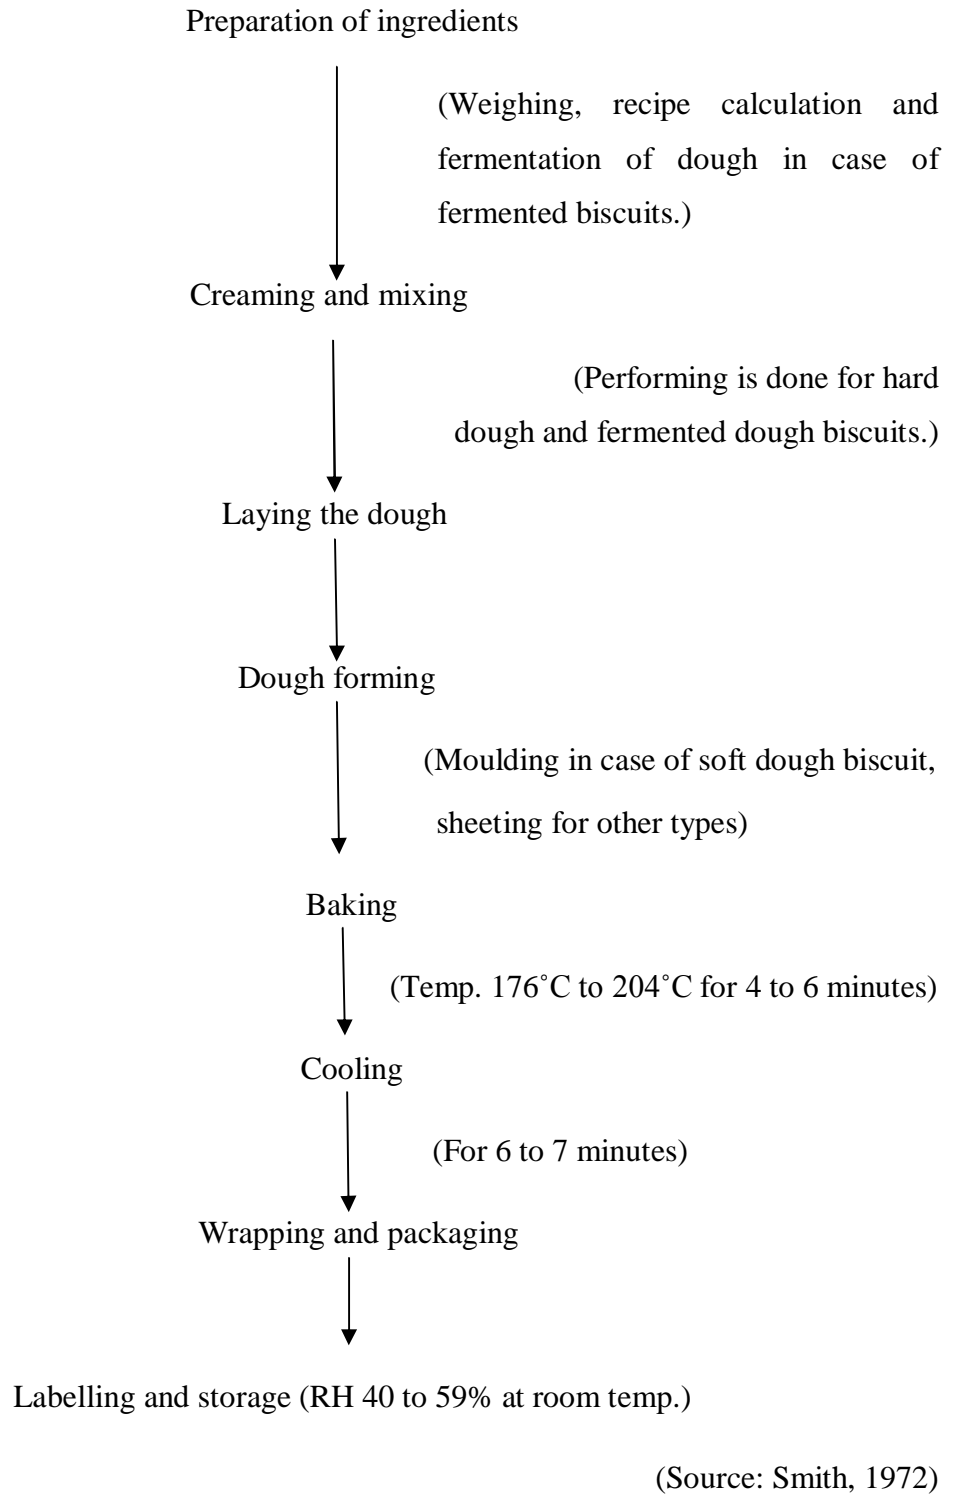 Preparation of ingredients
(Weighing, recipe calculation and
fermentation of dough in case of
fermented biscuits.)
Creaming and mixing
(Performing is done for hard
dough and fermented dough biscuits.)
Laying the dough
Dough forming
(Moulding in case of soft dough biscuit,
sheeting for other types)
Baking
(Temp. 176˚C to 204˚C for 4 to 6 minutes)
Cooling
(For 6 to 7 minutes)
Wrapping and packaging
Labelling and storage (RH 40 to 59% at room temp.)
(Source: Smith, 1972)